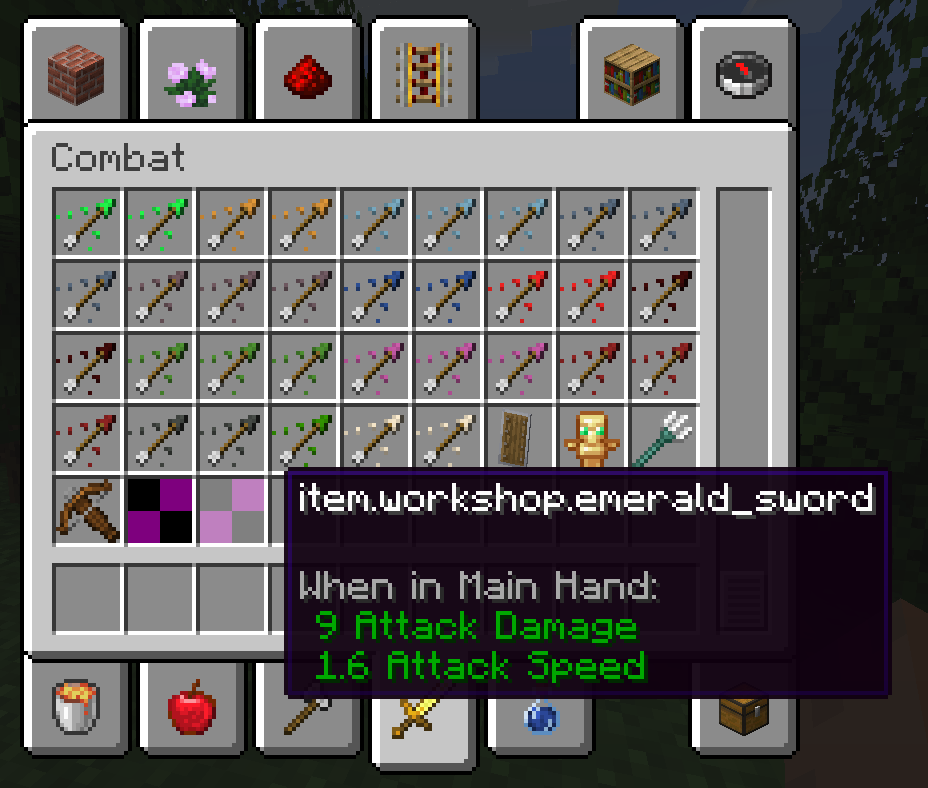 Combat
item.workshop.emerald_sword
When in Main Hand:
9 Attack Damage
1.6 Attack Speed